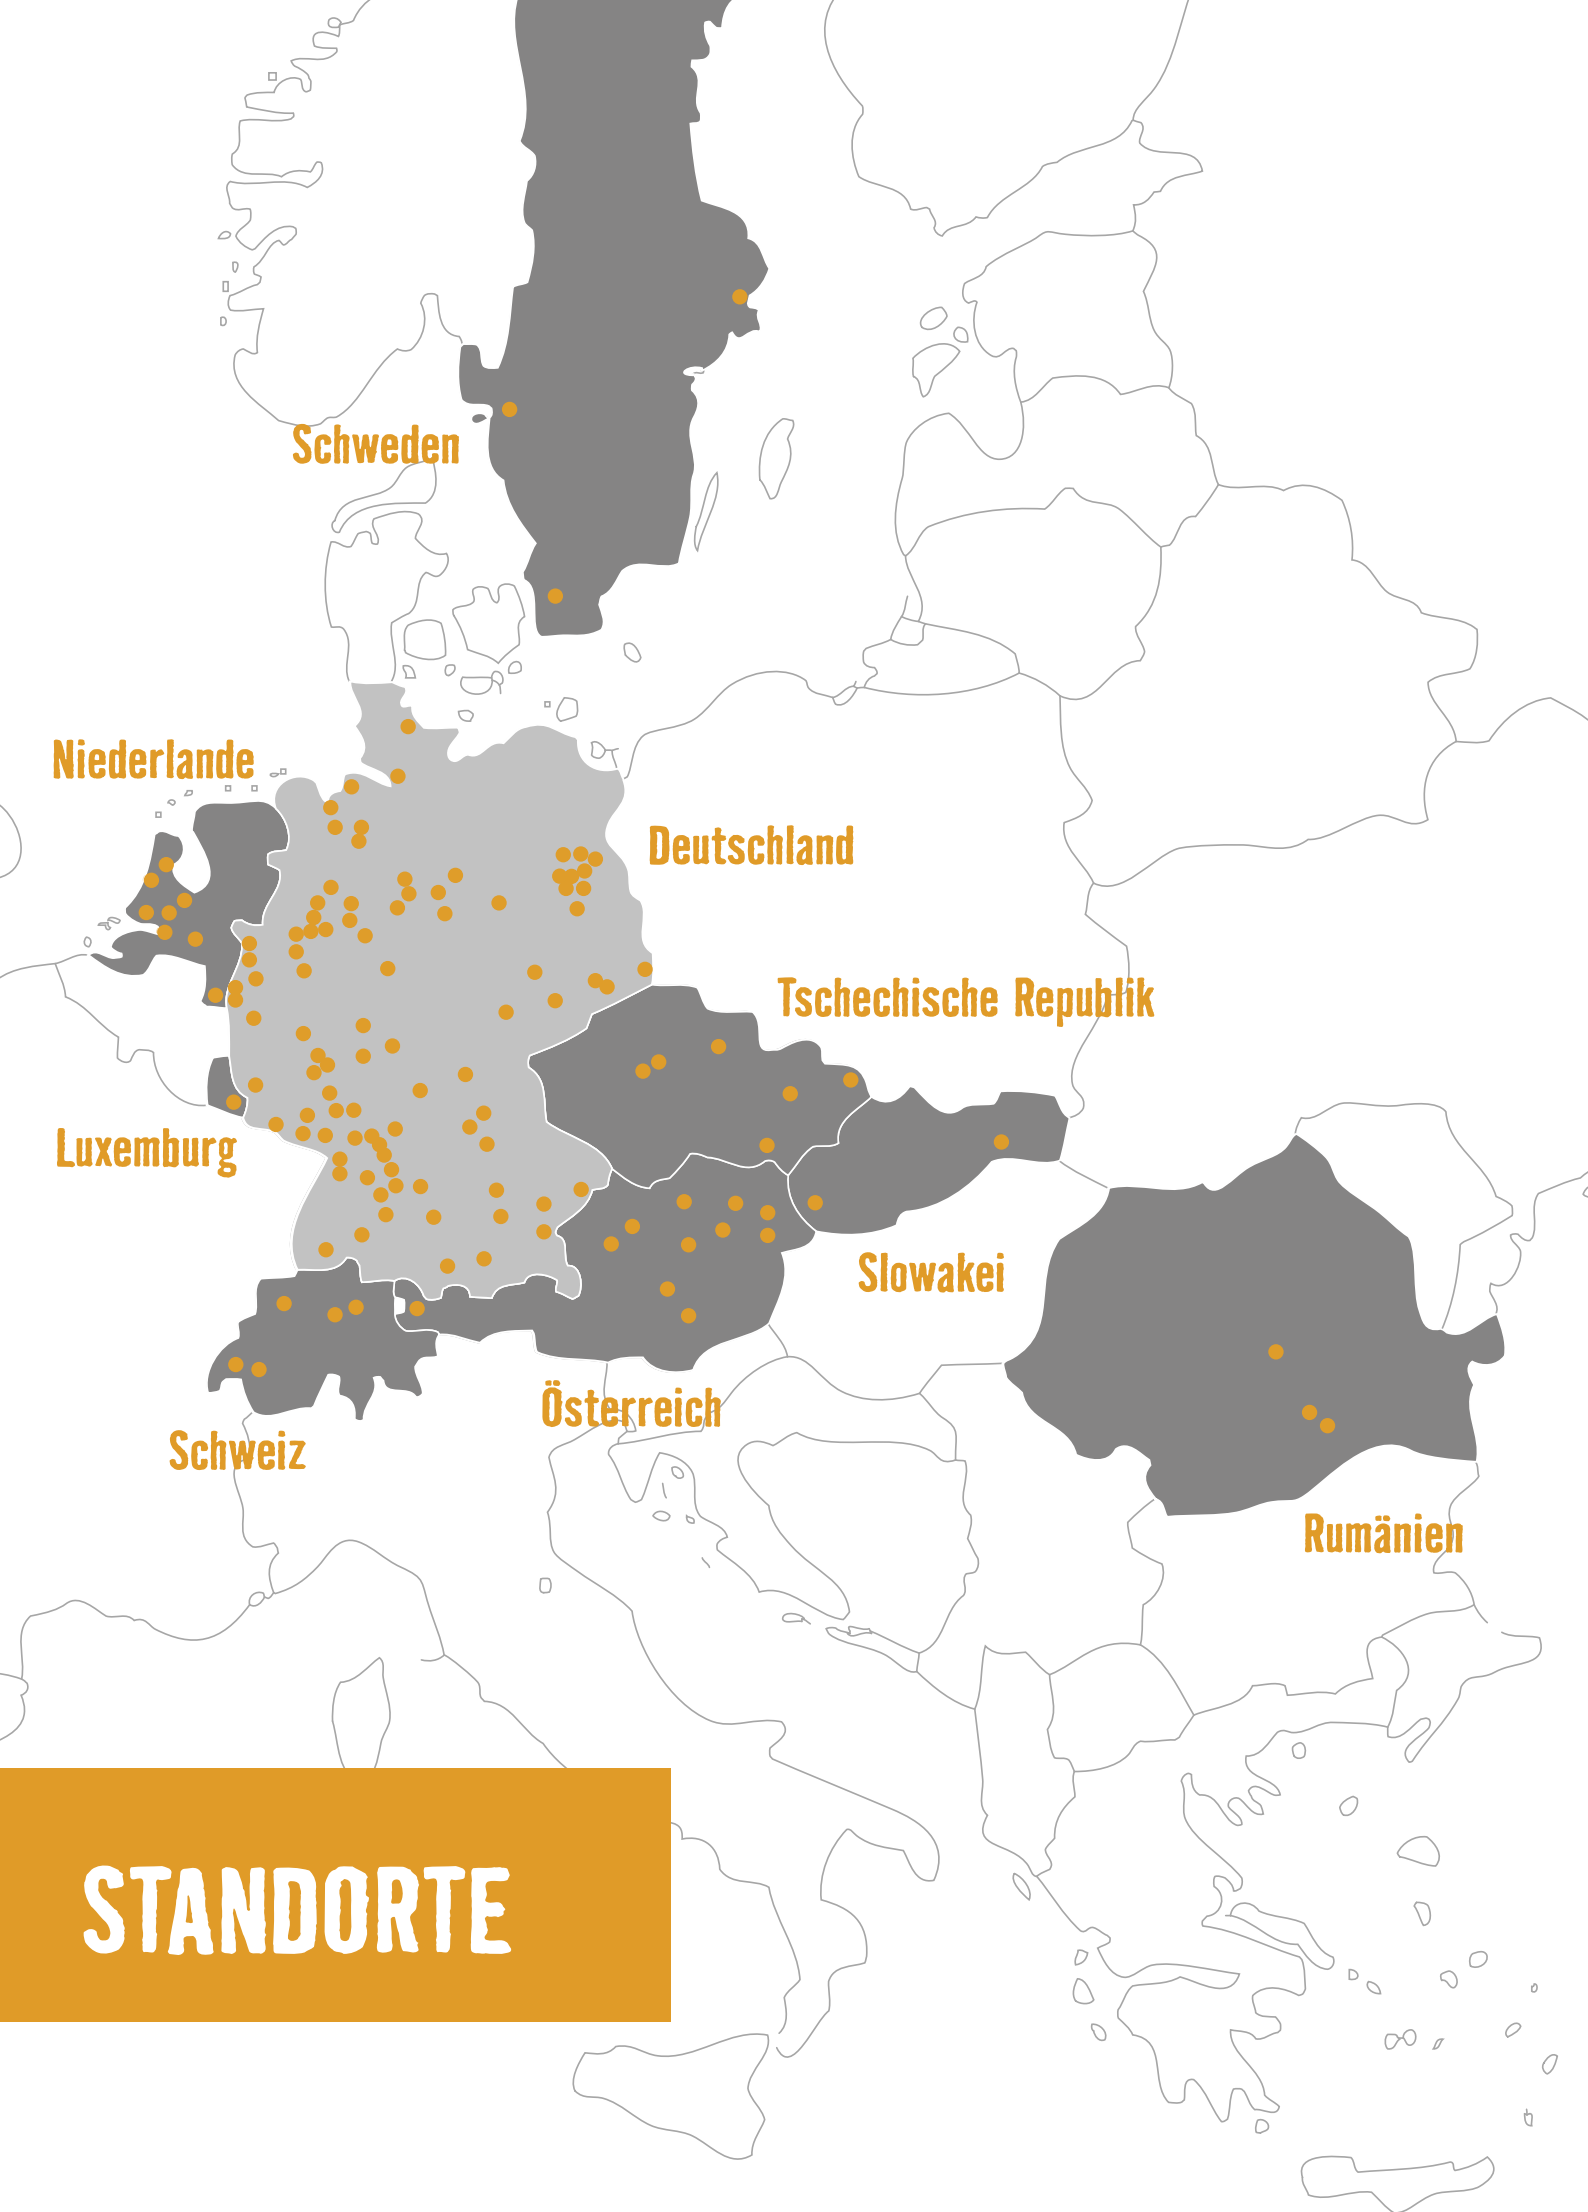 Schweden
Niederlande
Deutschland
Tschechische Republik
Luxemburg
Slowakei
Österreich
Schweiz
Rumänien
STANDORTE